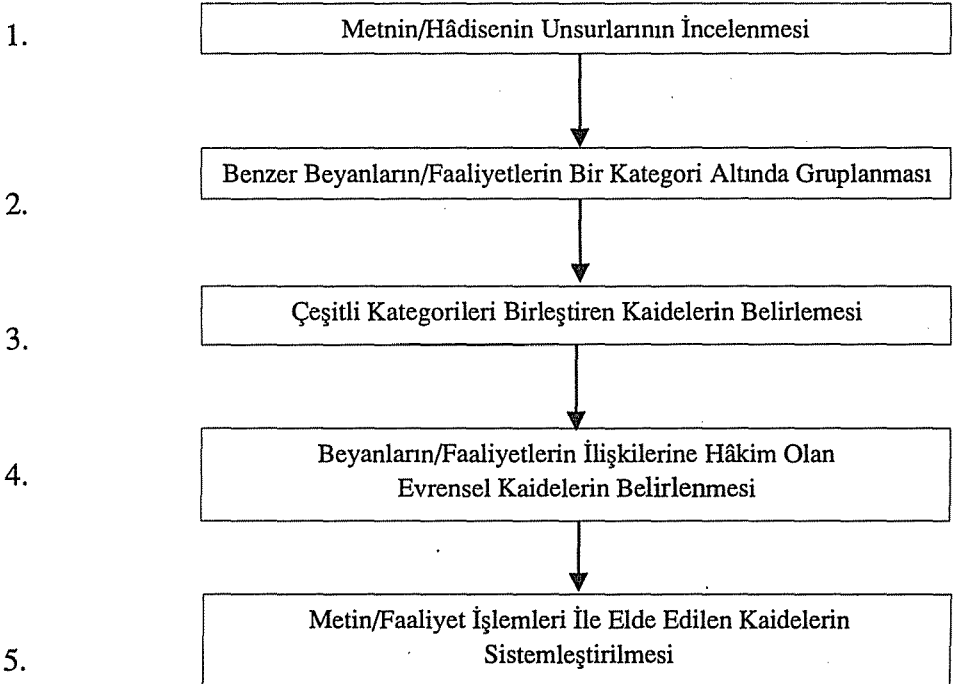 1.
Metnin/Hâdisenin Unsurlarının İncelenmesi
Benzer Beyanların/Faaliyetlerin Bir Kategori Altında Gruplanması
2.
Çeşitli Kategorileri Birleştiren Kaidelerin Belirlemesi
3.
Beyanların/Faaliyetlerin İlişkilerine Hâkim Olan
Evrensel Kaidelerin Belirlenmesi
4.
Metin/Faaliyet İşlemleri İle Elde Edilen Kaidelerin
Sistemleştirilmesi
5.